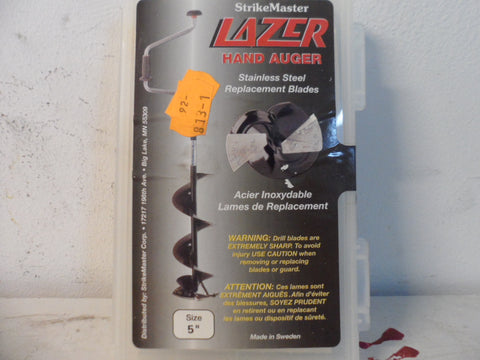 StrikeMaster
LAZER
HAND AUGER
Stainless Steel
Replacement Blades
92-
813-1
Acier Inoxydable
Lames de Replacement
WARNING: Drill blades are
EXTREMELY SHARP. To avoid
injury USE CAUTION when
removing or replacing
blades or guard.
ATTENTION: Ces lames sont
EXTRÊMENT AIGUËS. Afin d'éviter
des blessures, SOYEZ PRUDENT
en retirent ou en replacant
les lames ou dispositif de sûreté.
Made in Sweden
Size
5"
Distributed by: StrikeMaster Corp. • 17217 198th Ave. • Big Lake, MN 55309